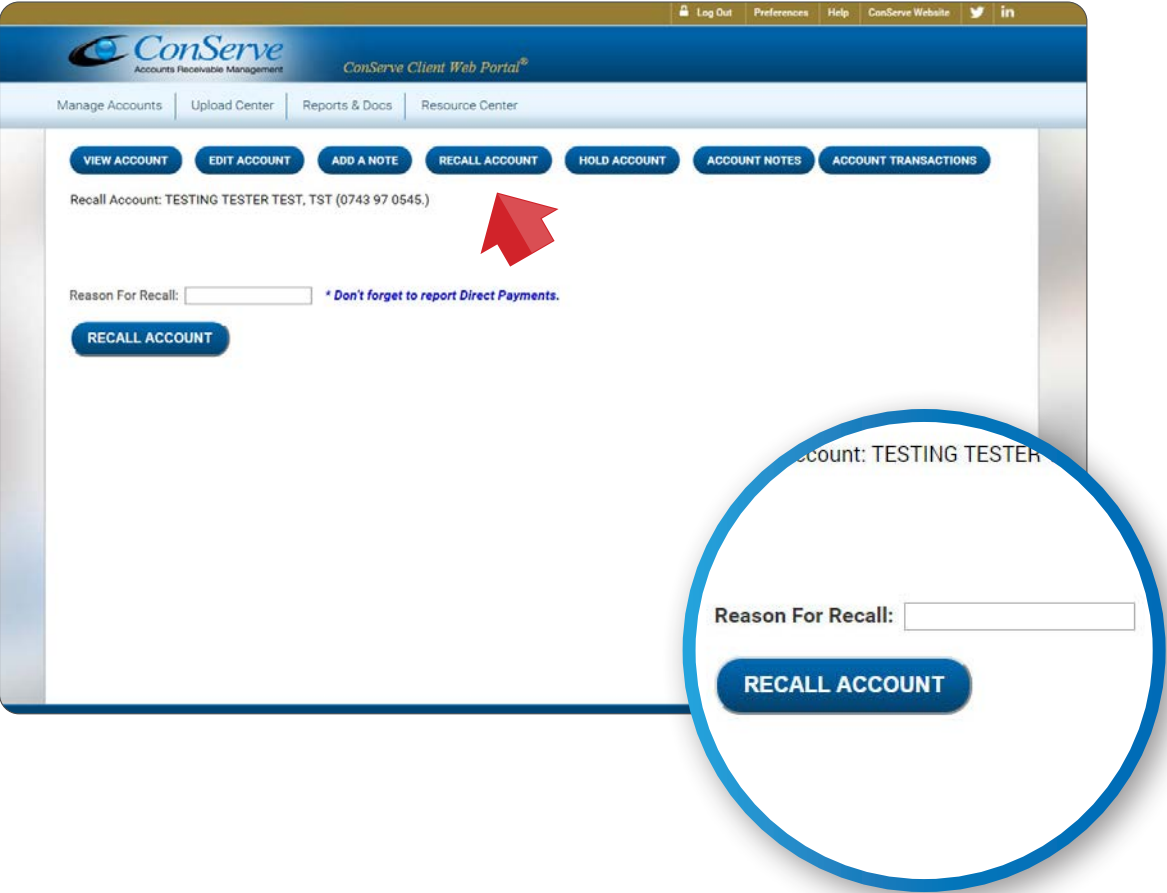 Log Out Preferences Help ConServe Website in
ConServe
Accounts Receivable Management
ConServe Client Web Portal®
Manage Accounts Upload Center Reports & Docs Resource Center
VIEW ACCOUNT EDIT ACCOUNT ADD A NOTE RECALL ACCOUNT HOLD ACCOUNT ACCOUNT NOTES ACCOUNT TRANSACTIONS
Recall Account: TESTING TESTER TEST, TST (0743 97 0545.)
Reason For Recall: * Don't forget to report Direct Payments.
RECALL ACCOUNT
ccount: TESTING TESTER
Reason For Recall:
RECALL ACCOUNT